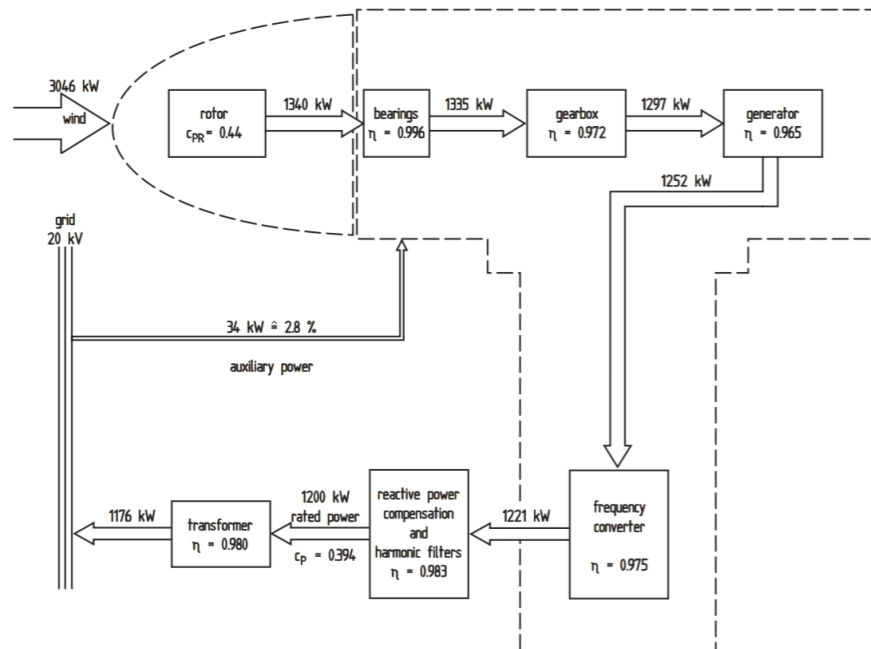 3046 kW
wind
rotor
c_PR = 0.44
1340 kW
bearings
η = 0.996
1335 kW
gearbox
η = 0.972
1297 kW
generator
η = 0.965
1252 kW
grid
20 kV
34 kW ≙ 2.8 %
auxiliary power
1176 kW
transformer
η = 0.980
1200 kW
rated power
c_P = 0.394
reactive power
compensation
and
harmonic filters
η = 0.983
1221 kW
frequency
converter
η = 0.975